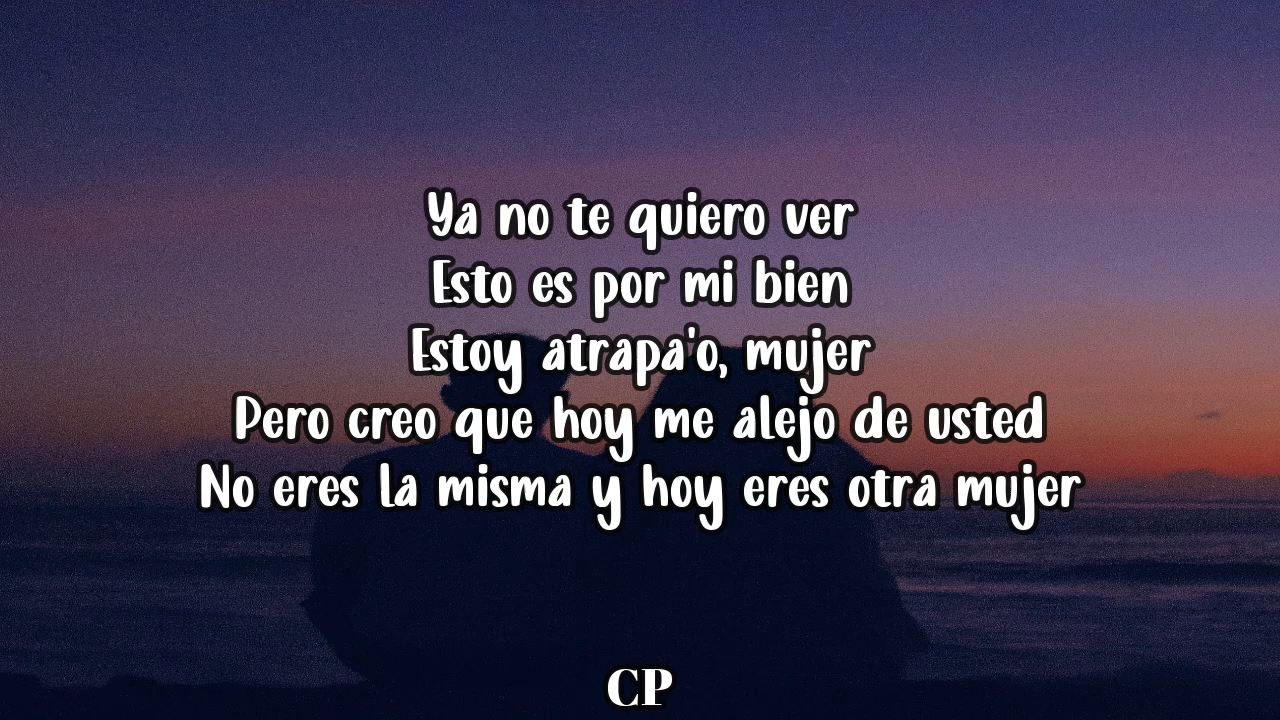 Ya no te quiero ver
Esto es por mi bien
Estoy atrapa'o, mujer
Pero creo que hoy me alejo de usted
No eres la misma y hoy eres otra mujer
CP